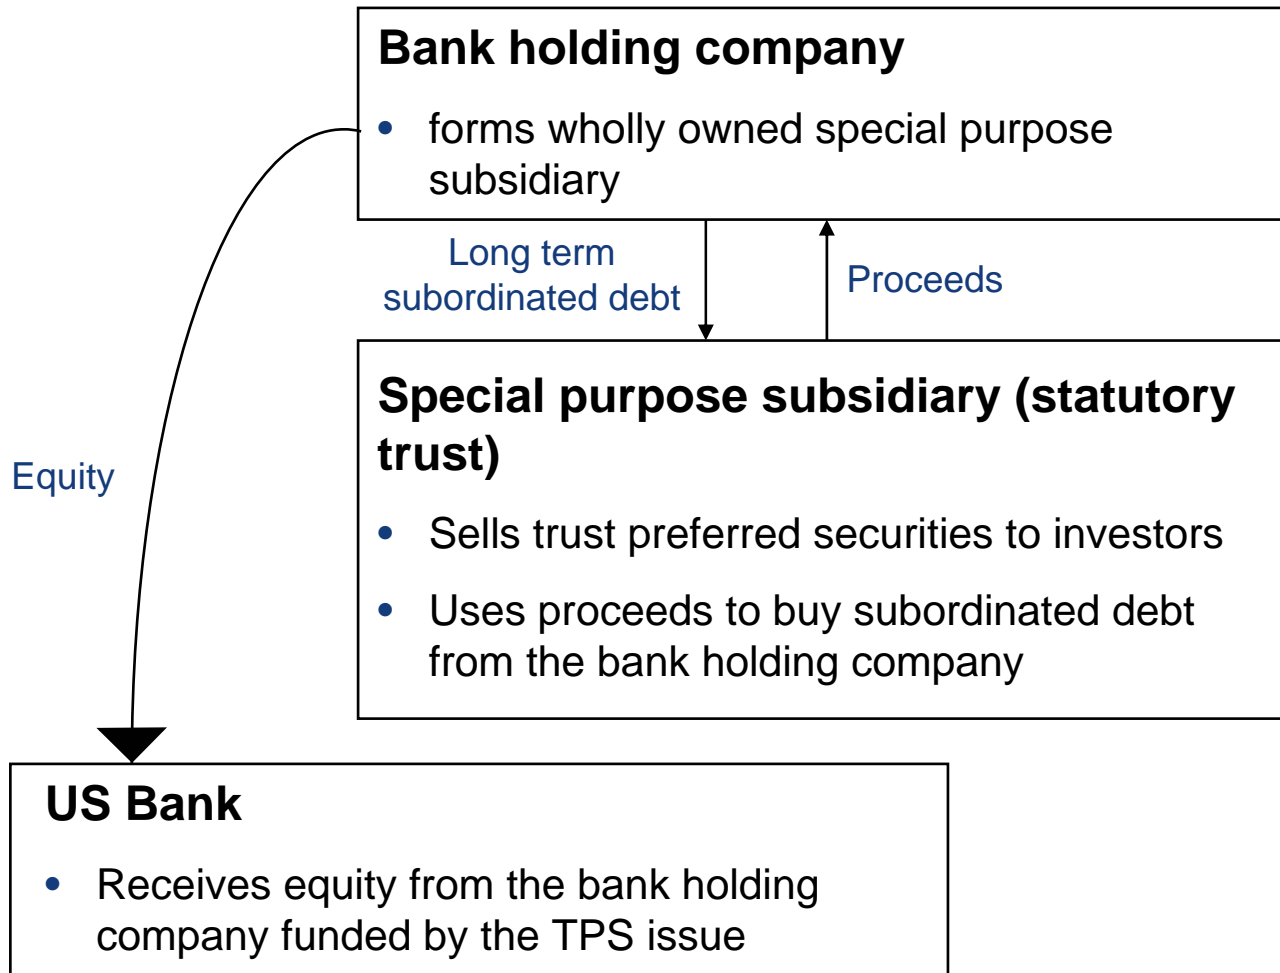 Bank holding company
• forms wholly owned special purpose
subsidiary
Long term
subordinated debt
Proceeds
Special purpose subsidiary (statutory
trust)
• Sells trust preferred securities to investors
• Uses proceeds to buy subordinated debt
from the bank holding company
Equity
US Bank
• Receives equity from the bank holding
company funded by the TPS issue